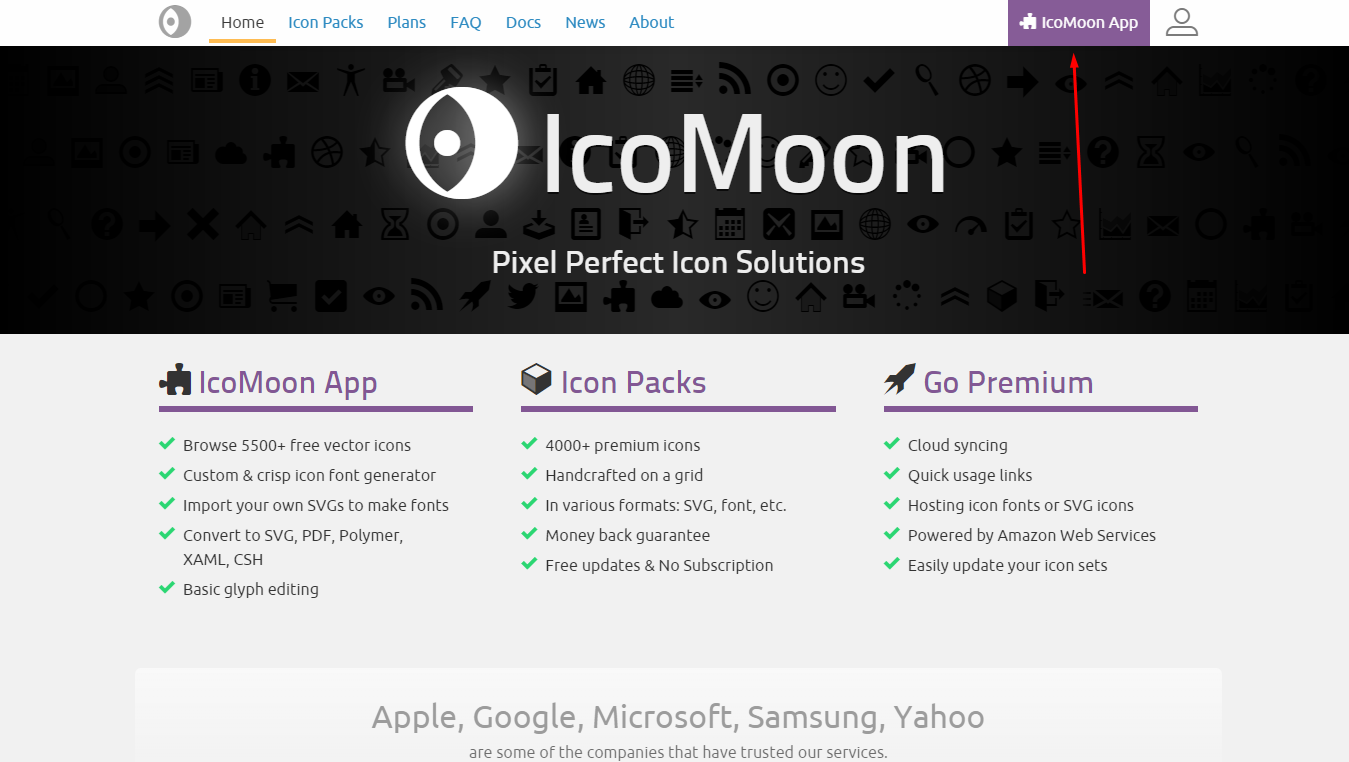 Home Icon Packs Plans FAQ Docs News About IcoMoon App
IcoMoon
Pixel Perfect Icon Solutions
IcoMoon App
Browse 5500+ free vector icons
Custom & crisp icon font generator
Import your own SVGs to make fonts
Convert to SVG, PDF, Polymer,
XAML, CSH
Basic glyph editing
Icon Packs
4000+ premium icons
Handcrafted on a grid
In various formats: SVG, font, etc.
Money back guarantee
Free updates & No Subscription
Go Premium
Cloud syncing
Quick usage links
Hosting icon fonts or SVG icons
Powered by Amazon Web Services
Easily update your icon sets
Apple, Google, Microsoft, Samsung, Yahoo
are some of the companies that have trusted our services.